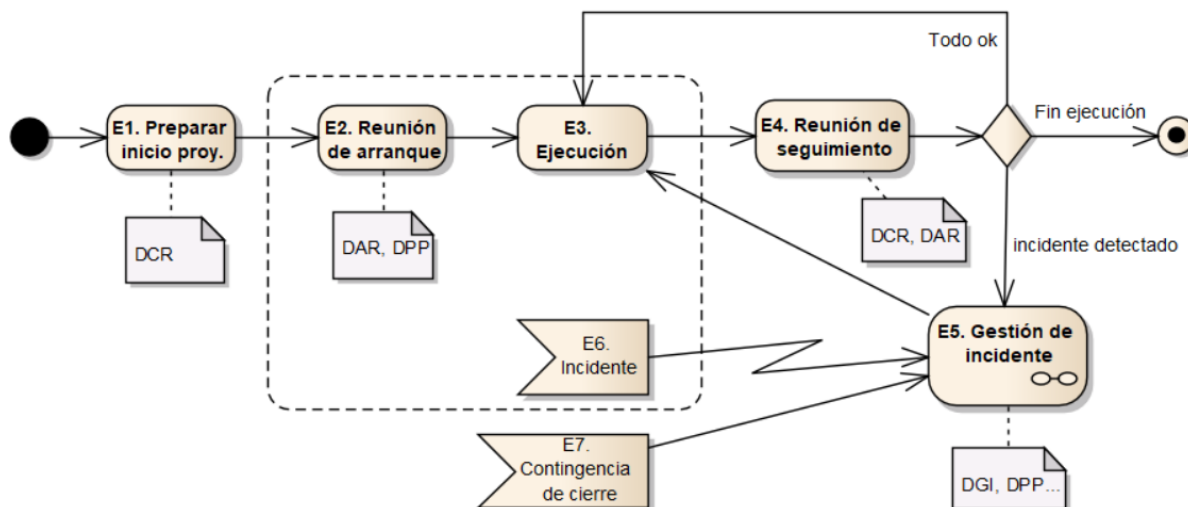 Todo ok
E1. Preparar
inicio proy.
E2. Reunión
de arranque
E3.
Ejecución
E4. Reunión de
seguimiento
Fin ejecución
DCR
DAR, DPP
DCR, DAR
incidente detectado
E6.
Incidente
E5. Gestión de
incidente
E7.
Contingencia
de cierre
DGI, DPP...